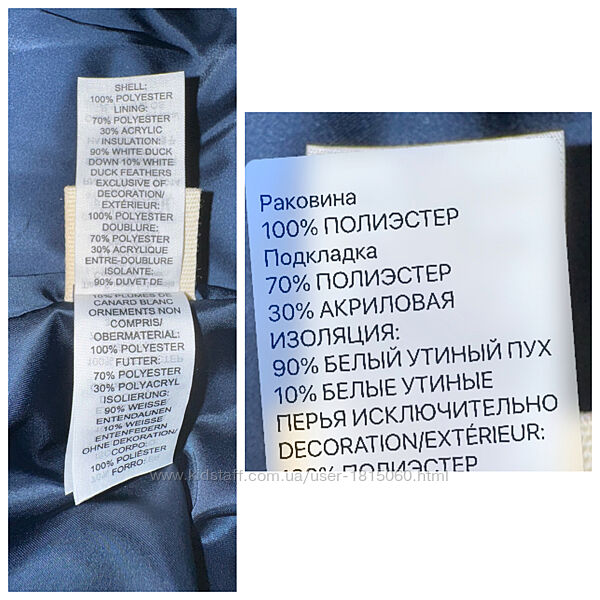 SHELL:
100% POLYESTER
LINING:
70% POLYESTER
30% ACRYLIC
INSULATION:
90% WHITE DUCK
DOWN 10% WHITE
DUCK FEATHERS
EXCLUSIVE OF
DECORATION/
EXTÉRIEUR:
100% POLYESTER
DOUBLURE:
70% POLYESTER
30% ACRYLIQUE
ENTRE-DOUBLURE
ISOLANTE:
90% DUVET DE
10% PLUMES DE
CANARD BLANC
ORNEMENTS NON
COMPRIS/
OBERMATERIAL:
100% POLYESTER
FUTTER:
70% POLYESTER
30% POLYACRYL
ISOLIERUNG:
90% WEISSE
ENTENDAUNEN
10% WEISSE
ENTENFEDERN
OHNE DEKORATION/
CORPO:
100% POLIÉSTER
FORRO:
Раковина
100% ПОЛИЭСТЕР
Подкладка
70% ПОЛИЭСТЕР
30% АКРИЛОВАЯ
ИЗОЛЯЦИЯ:
90% БЕЛЫЙ УТИНЫЙ ПУХ
10% БЕЛЫЕ УТИНЫЕ
ПЕРЬЯ ИСКЛЮЧИТЕЛЬНО
DECORATION/EXTÉRIEUR:
100% ПОЛИЭСТЕР
www.kidstaff.com.ua/user-1815060.html